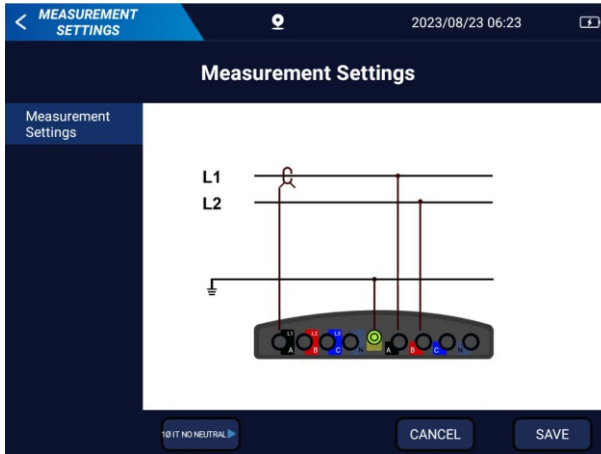 MEASUREMENT
SETTINGS
2023/08/23 06:23
Measurement Settings
Measurement
Settings
L1
L2
L1 L2 L3
A B C N A B C N
1Ø IT NO NEUTRAL
CANCEL
SAVE